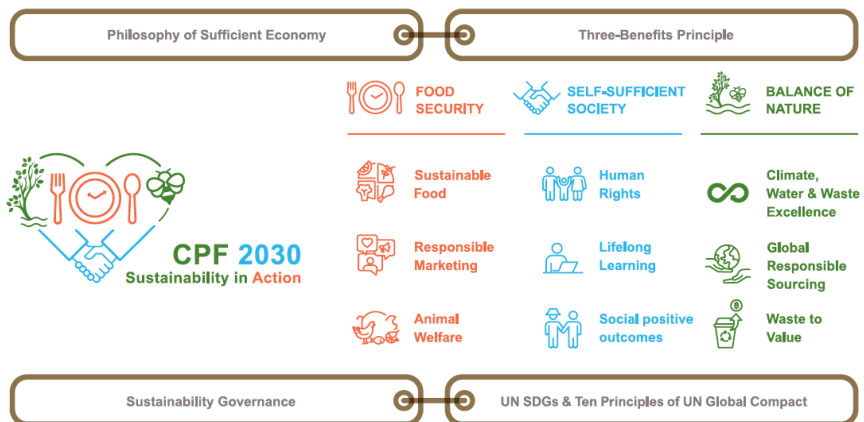 Philosophy of Sufficient Economy
Three-Benefits Principle
FOOD
SECURITY
SELF-SUFFICIENT
SOCIETY
BALANCE OF
NATURE
CPF 2030
Sustainability in Action
Sustainable
Food
Human
Rights
Climate,
Water & Waste
Excellence
Responsible
Marketing
Lifelong
Learning
Global
Responsible
Sourcing
Animal
Welfare
Social positive
outcomes
Waste to
Value
Sustainability Governance
UN SDGs & Ten Principles of UN Global Compact